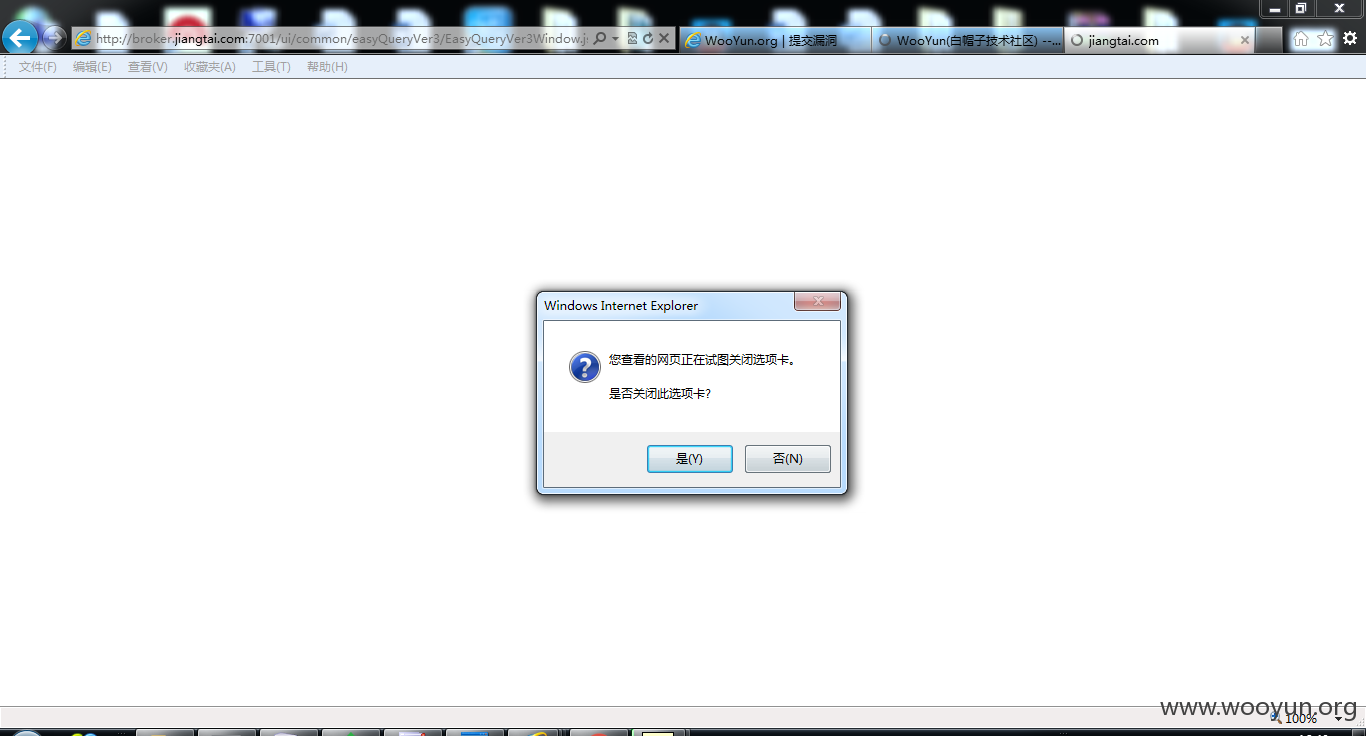 http://broker.jiangtai.com:7001/ui/common/easyQueryVer3/EasyQueryVer3Window.js
WooYun.org | 提交漏洞
WooYun(白帽子技术社区) --...
jiangtai.com
文件(F) 编辑(E) 查看(V) 收藏夹(A) 工具(T) 帮助(H)
Windows Internet Explorer
您查看的网页正在试图关闭选项卡。
是否关闭此选项卡?
是(Y) 否(N)
www.wooyun.org
100%